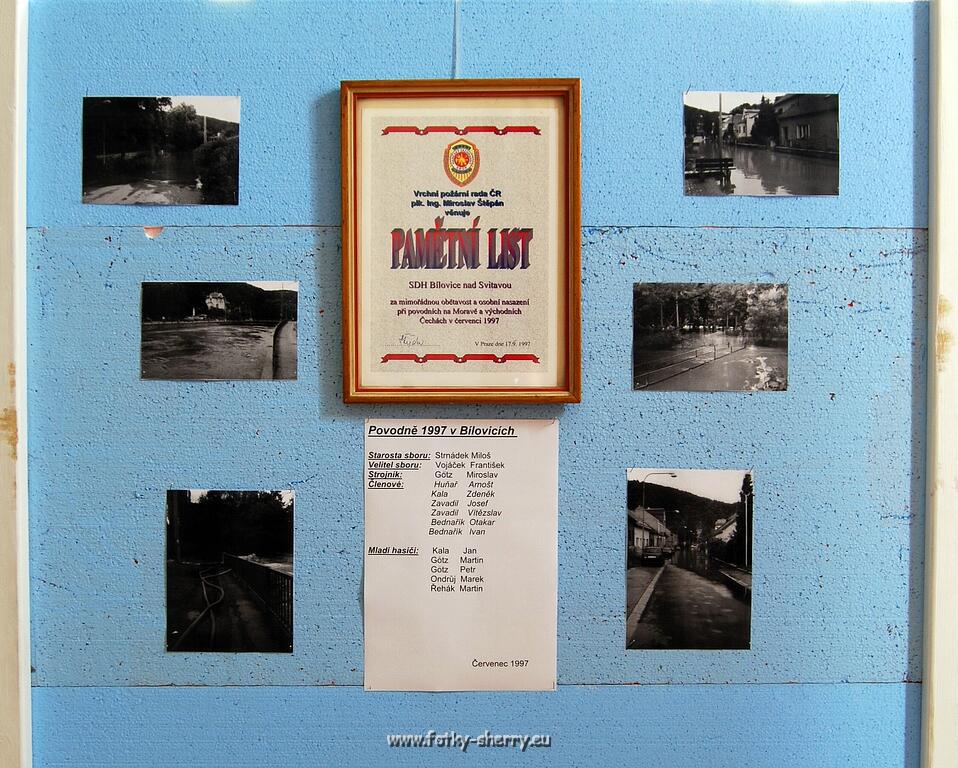 Vrchní požární rada ČR
plk. Ing. Miroslav Štěpán
věnuje
PAMĚTNÍ LIST
SDH Bílovice nad Svitavou
za mimořádnou obětavost a osobní nasazení
při povodních na Moravě a východních
Čechách v červenci 1997
V Praze dne 17.9. 1997
Povodně 1997 v Bílovicích
Starosta sboru: Strnádek Miloš
Velitel sboru: Vojáček František
Strojník: Götz Miroslav
Členové: Huňař Arnošt
Kala Zdeněk
Zavadil Josef
Zavadil Vítězslav
Bednařík Otakar
Bednařík Ivan
Mladí hasiči: Kala Jan
Götz Martin
Götz Petr
Ondrůj Marek
Řehák Martin
Červenec 1997
www.fotky-sherry.eu